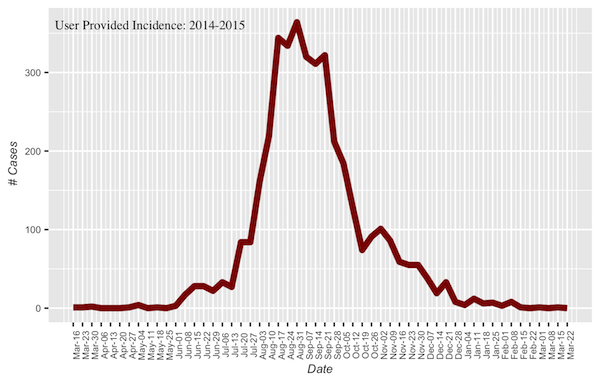 User Provided Incidence: 2014-2015
300
200
100
0
# Cases
Mar-16
Mar-23
Mar-30
Apr-06
Apr-13
Apr-20
Apr-27
May-04
May-11
May-18
May-25
Jun-01
Jun-08
Jun-15
Jun-22
Jun-29
Jul-06
Jul-13
Jul-20
Jul-27
Aug-03
Aug-10
Aug-17
Aug-24
Aug-31
Sep-07
Sep-14
Sep-21
Sep-28
Oct-05
Oct-12
Oct-19
Oct-26
Nov-02
Nov-09
Nov-16
Nov-23
Nov-30
Dec-07
Dec-14
Dec-21
Dec-28
Jan-04
Jan-11
Jan-18
Jan-25
Feb-01
Feb-08
Feb-15
Feb-22
Mar-01
Mar-08
Mar-15
Mar-22
Date